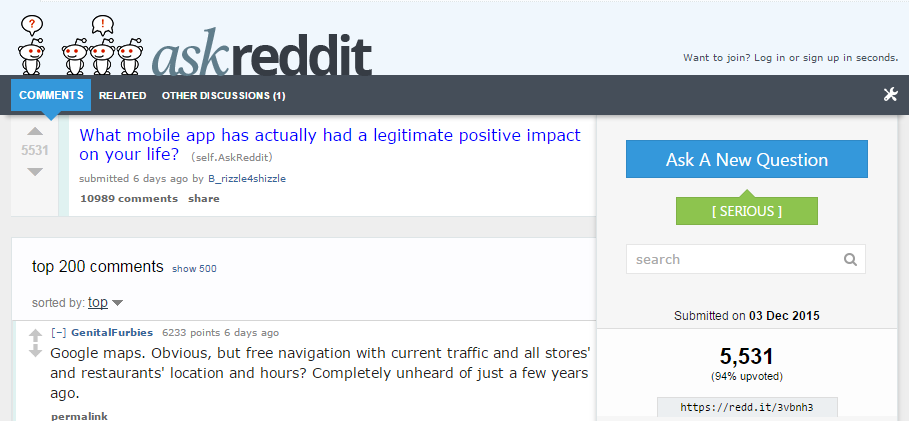 ? !
askreddit
Want to join? Log in or sign up in seconds.
COMMENTS RELATED OTHER DISCUSSIONS (1)
5531
What mobile app has actually had a legitimate positive impact
on your life? (self.AskReddit)
submitted 6 days ago by B_rizzle4shizzle
10989 comments share
Ask A New Question
[ SERIOUS ]
search
top 200 comments show 500
sorted by: top
Submitted on 03 Dec 2015
5,531
(94% upvoted)
https://redd.it/3vbnh3
[–] GenitalFurbies 6233 points 6 days ago
Google maps. Obvious, but free navigation with current traffic and all stores'
and restaurants' location and hours? Completely unheard of just a few years
ago.
permalink